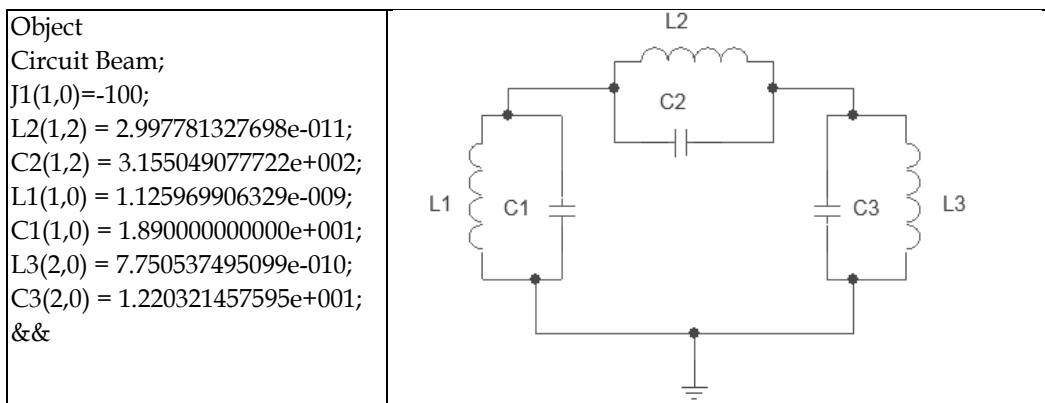 Object
Circuit Beam;
J1(1,0)=-100;
L2(1,2) = 2.997781327698e-011;
C2(1,2) = 3.155049077722e+002;
L1(1,0) = 1.125969906329e-009;
C1(1,0) = 1.890000000000e+001;
L3(2,0) = 7.750537495099e-010;
C3(2,0) = 1.220321457595e+001;
&&
L2
C2
L1
C1
C3
L3